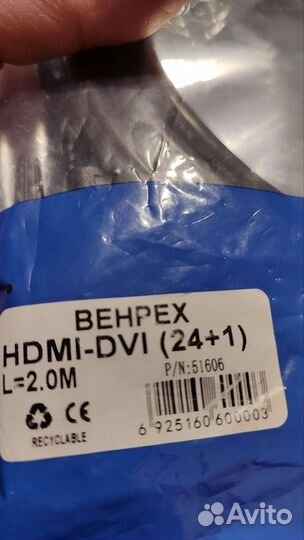 BEHPEX
HDMI-DVI (24+1)
L=2.0M
P/N:51606
CE
RECYCLABLE
6 925160 600003
Avito